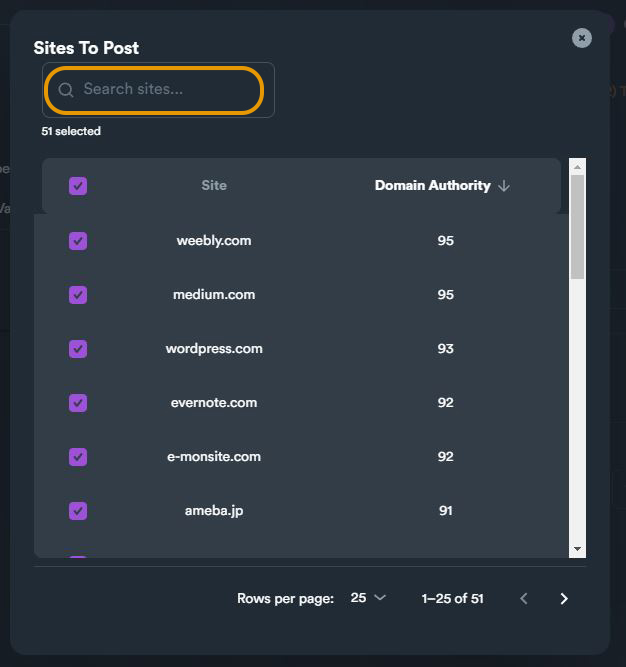 Sites To Post
Search sites...
51 selected
Site Domain Authority
weebly.com 95
medium.com 95
wordpress.com 93
evernote.com 92
e-monsite.com 92
ameba.jp 91
Rows per page: 25 1–25 of 51